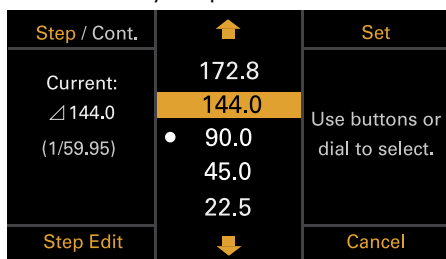 Step / Cont.
Set
Current:
⊿144.0
(1/59.95)
172.8
144.0
90.0
45.0
22.5
Use buttons or
dial to select.
Step Edit
Cancel